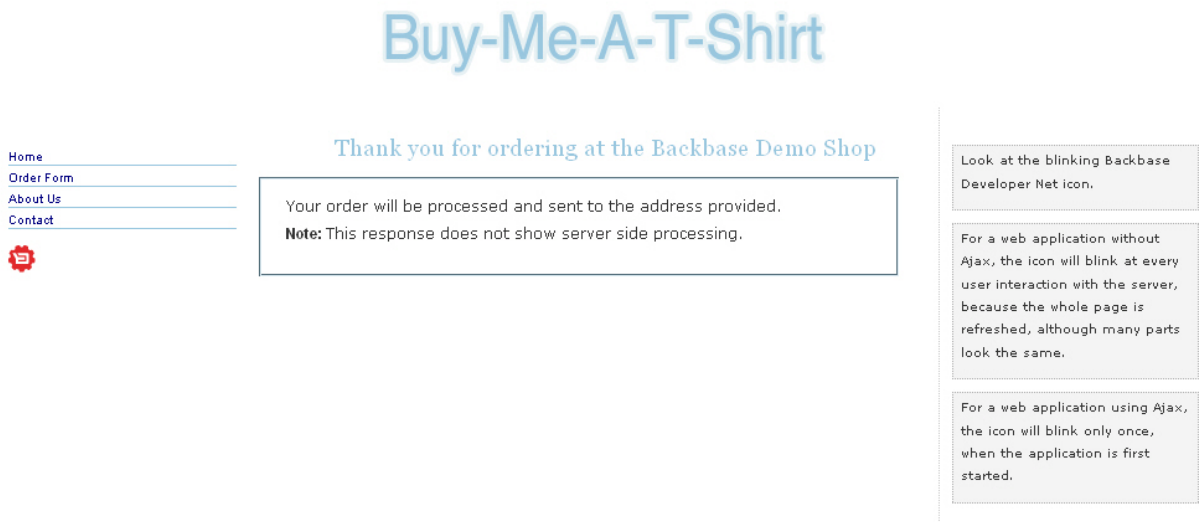 Buy-Me-A-T-Shirt
Home
Order Form
About Us
Contact
Thank you for ordering at the Backbase Demo Shop
Your order will be processed and sent to the address provided.
Note: This response does not show server side processing.
Look at the blinking Backbase
Developer Net icon.
For a web application without
Ajax, the icon will blink at every
user interaction with the server,
because the whole page is
refreshed, although many parts
look the same.
For a web application using Ajax,
the icon will blink only once,
when the application is first
started.